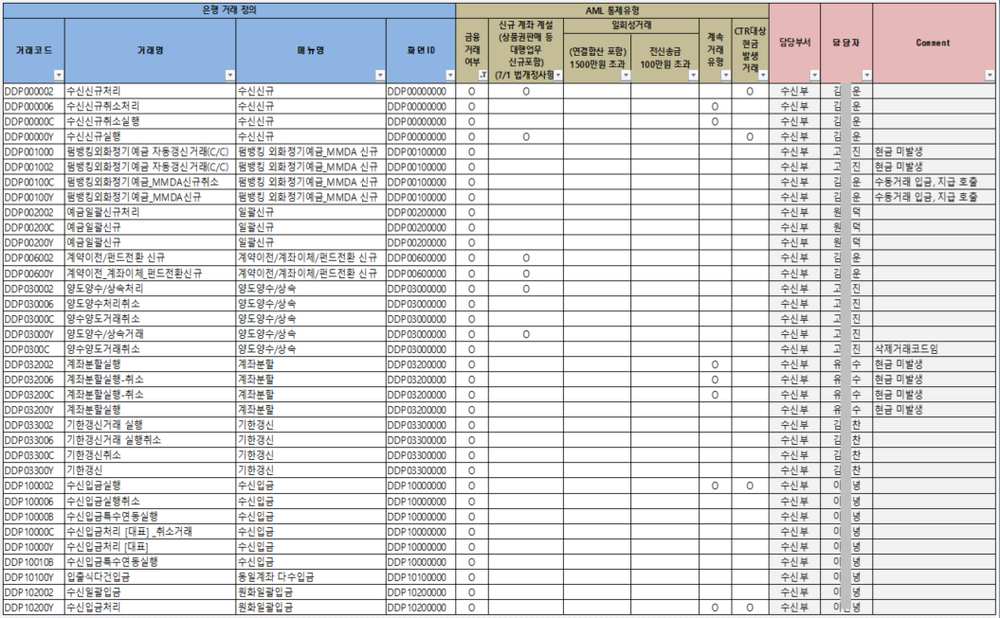 은행 거래 정의 AML 통제유형
거래코드 거래명 메뉴명 화면ID 금융 거래 여부 신규 계좌 계설 (상품권판매 등 대행업무 신규포함) (7/1 법개정사항 일회성거래 (연결합산 포함) 1500만원 초과 전신송금 100만원 초과 계속 거래 유형 CTR대상 현금 발생 거래 담당부서 담당자 Comment
DDP000002 수신신규처리 수신신규 DDP00000000 O O O 수신부 김 운
DDP000006 수신신규취소처리 수신신규 DDP00000000 O O 수신부 김 운
DDP00000C 수신신규취소실행 수신신규 DDP00000000 O O 수신부 김 운
DDP00000Y 수신신규실행 수신신규 DDP00000000 O O O 수신부 김 운
DDP001000 펌뱅킹외화정기예금 자동갱신거래(C/C) 펌뱅킹 외화정기예금_MMDA 신규 DDP00100000 O 수신부 고 진 현금 미발생
DDP001002 펌뱅킹외화정기예금 자동갱신거래(C/C) 펌뱅킹 외화정기예금_MMDA 신규 DDP00100000 O 수신부 고 진 현금 미발생
DDP00100C 펌뱅킹외화정기예금_MMDA신규취소 펌뱅킹 외화정기예금_MMDA 신규 DDP00100000 O 수신부 김 운 수동거래 입금, 지급 호출
DDP00100Y 펌뱅킹외화정기예금_MMDA신규 펌뱅킹 외화정기예금_MMDA 신규 DDP00100000 O 수신부 김 운 수동거래 입금, 지급 호출
DDP002002 예금일괄신규처리 일괄신규 DDP00200000 O 수신부 원 덕
DDP00200C 예금일괄신규 일괄신규 DDP00200000 O 수신부 원 덕
DDP00200Y 예금일괄신규 일괄신규 DDP00200000 O 수신부 원 덕
DDP006002 계약이전/펀드전환 신규 계약이전/계좌이체/펀드전환 신규 DDP00600000 O O 수신부 김 운
DDP00600Y 계약이전_계좌이체_펀드전환신규 계약이전/계좌이체/펀드전환 신규 DDP00600000 O O 수신부 김 운
DDP030002 양도양수/상속처리 양도양수/상속 DDP03000000 O O 수신부 고 진
DDP030006 양도양수처리취소 양도양수/상속 DDP03000000 O 수신부 고 진
DDP03000C 양수양도거래취소 양도양수/상속 DDP03000000 O 수신부 고 진
DDP03000Y 양도양수/상속거래 양도양수/상속 DDP03000000 O O 수신부 고 진
DDP0300C 양수양도거래취소 양도양수/상속 DDP03000000 O 수신부 고 진 삭제거래코드임
DDP032002 계좌분할실행 계좌분할 DDP03200000 O O 수신부 유 수 현금 미발생
DDP032006 계좌분할실행-취소 계좌분할 DDP03200000 O O 수신부 유 수 현금 미발생
DDP03200C 계좌분할실행-취소 계좌분할 DDP03200000 O O 수신부 유 수 현금 미발생
DDP03200Y 계좌분할실행 계좌분할 DDP03200000 O 수신부 유 수 현금 미발생
DDP033002 기한갱신거래 실행 기한갱신 DDP03300000 O 수신부 김 찬
DDP033006 기한갱신거래 실행취소 기한갱신 DDP03300000 O 수신부 김 찬
DDP03300C 기한갱신취소 기한갱신 DDP03300000 O 수신부 김 찬
DDP03300Y 기한갱신 기한갱신 DDP03300000 O 수신부 김 찬
DDP100002 수신입금실행 수신입금 DDP10000000 O O O 수신부 이 녕
DDP100006 수신입금실행취소 수신입금 DDP10000000 O 수신부 이 녕
DDP10000B 수신입금특수연동실행 수신입금 DDP10000000 O 수신부 이 녕
DDP10000C 수신입금처리 [대표] _취소거래 수신입금 DDP10000000 O 수신부 이 녕
DDP10000Y 수신입금처리 [대표] 수신입금 DDP10000000 O 수신부 이 녕
DDP10010B 수신입금특수연동실행 수신입금 DDP10000000 O 수신부 이 녕
DDP10100Y 입출식다건입금 동일계좌 다수입금 DDP10100000 O 수신부 이 녕
DDP102002 수신일괄입금 원화일괄입금 DDP10200000 O 수신부 이 녕
DDP10200Y 수신입금처리 원화일괄입금 DDP10200000 O O O 수신부 이 녕